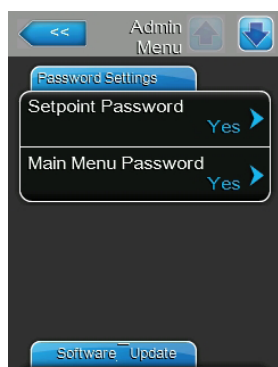 <<
Admin
Menu
Password Settings
Setpoint Password
Yes
Main Menu Password
Yes
Software Update